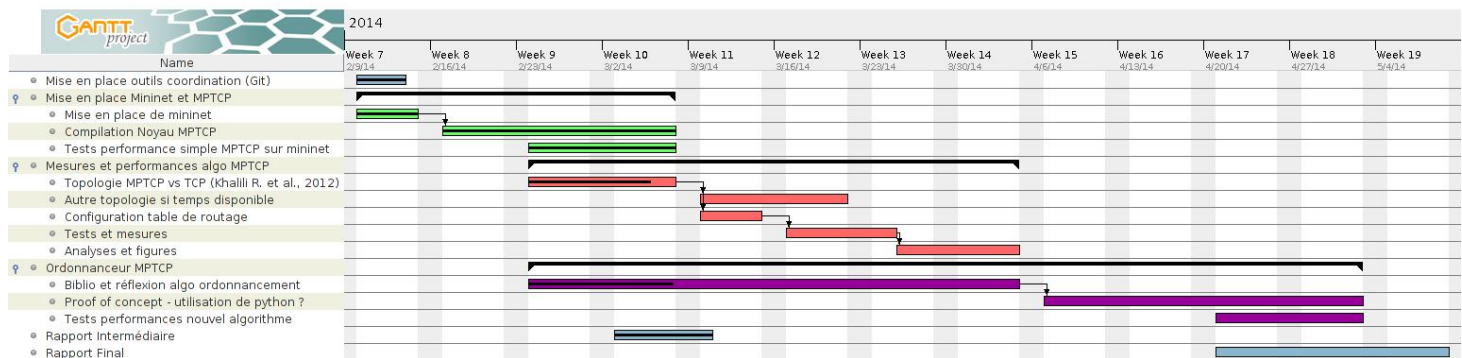 GANTT
project
2014
Name
Week 7 Week 8 Week 9 Week 10 Week 11 Week 12 Week 13 Week 14 Week 15 Week 16 Week 17 Week 18 Week 19
2/9/14 2/16/14 2/23/14 3/2/14 3/9/14 3/16/14 3/23/14 3/30/14 4/6/14 4/13/14 4/20/14 4/27/14 5/4/14
Mise en place outils coordination (Git)
Mise en place Mininet et MPTCP
Mise en place de mininet
Compilation Noyau MPTCP
Tests performance simple MPTCP sur mininet
Mesures et performances algo MPTCP
Topologie MPTCP vs TCP (Khalili R. et al., 2012)
Autre topologie si temps disponible
Configuration table de routage
Tests et mesures
Analyses et figures
Ordonnanceur MPTCP
Biblio et réflexion algo ordonnancement
Proof of concept - utilisation de python ?
Tests performances nouvel algorithme
Rapport Intermédiaire
Rapport Final